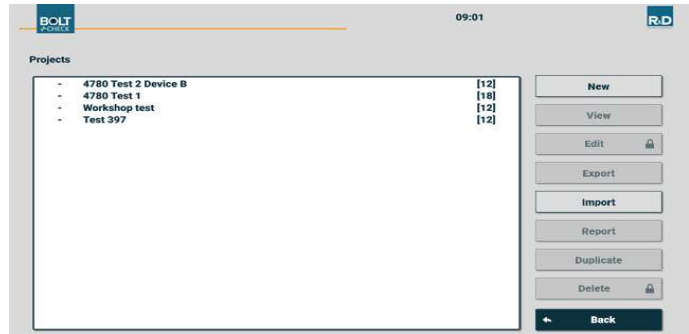 BOLT
CHECK
09:01
R&D
Projects
- 4780 Test 2 Device B [12]
- 4780 Test 1 [18]
- Workshop test [12]
- Test 397 [12]
New
View
Edit
Export
Import
Report
Duplicate
Delete
Back